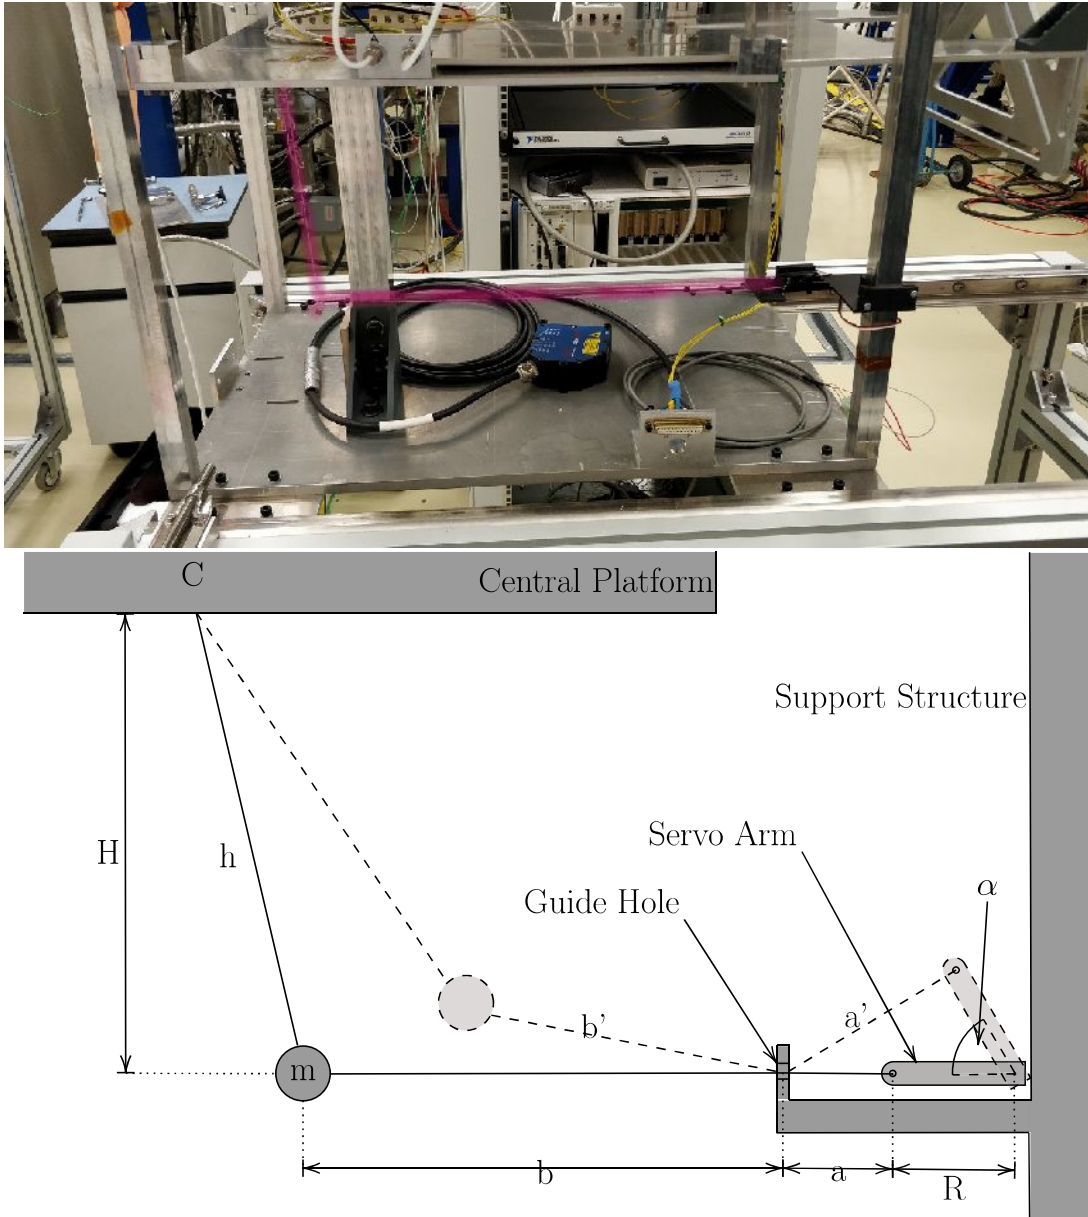 C
Central Platform
Support Structure
H
h
Servo Arm
Guide Hole
α
b'
a'
m
b
a
R